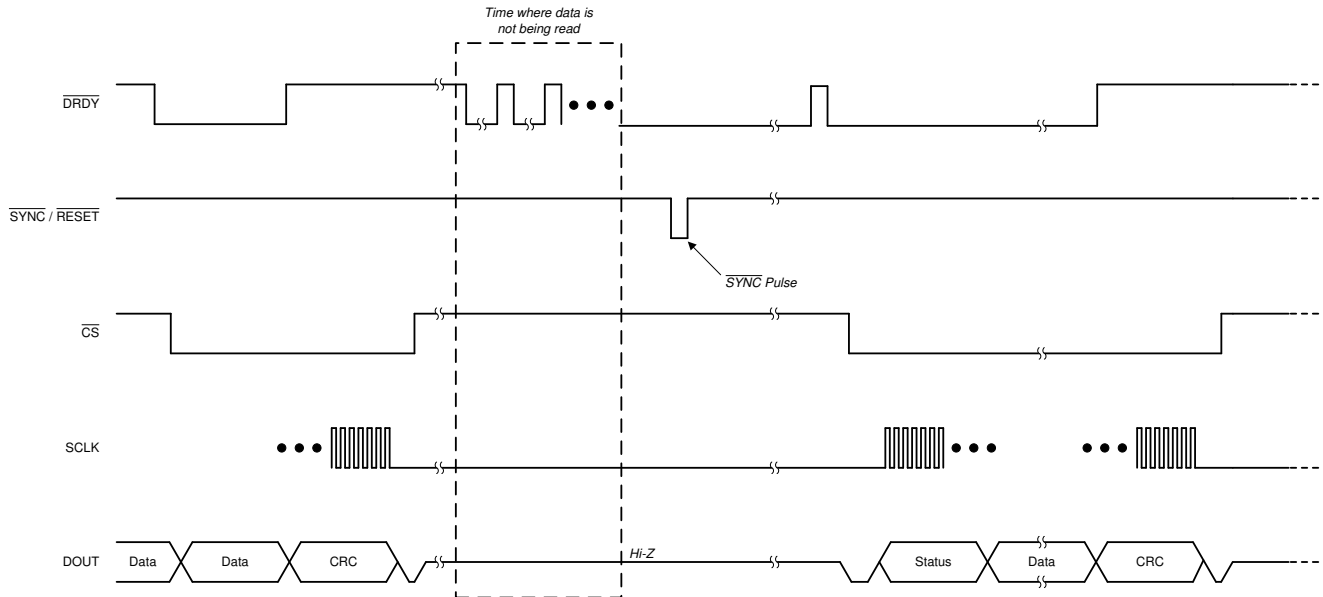 Time where data is
not being read
DRDY
SYNC / RESET
SYNC Pulse
CS
SCLK
DOUT
Data
Data
CRC
Hi-Z
Status
Data
CRC